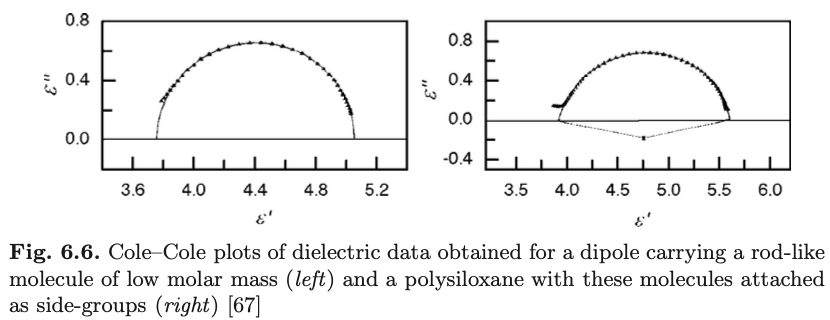 0.8
0.4
0.0
ε''
3.6 4.0 4.4 4.8 5.2
ε'
0.8
0.4
0.0
-0.4
ε''
3.5 4.0 4.5 5.0 5.5 6.0
ε'
Fig. 6.6. Cole–Cole plots of dielectric data obtained for a dipole carrying a rod-like
molecule of low molar mass (left) and a polysiloxane with these molecules attached
as side-groups (right) [67]